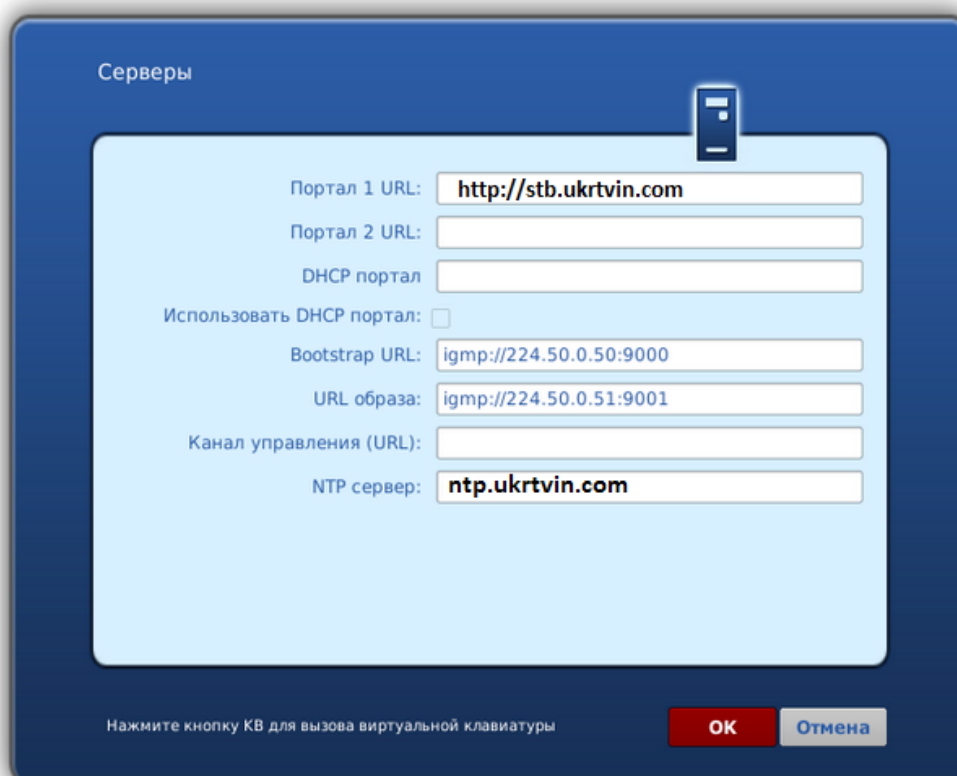 Серверы
Портал 1 URL: http://stb.ukrtvin.com
Портал 2 URL:
DHCP портал
Использовать DHCP портал:
Bootstrap URL: igmp://224.50.0.50:9000
URL образа: igmp://224.50.0.51:9001
Канал управления (URL):
NTP сервер: ntp.ukrtvin.com
Нажмите кнопку КВ для вызова виртуальной клавиатуры
OK Отмена